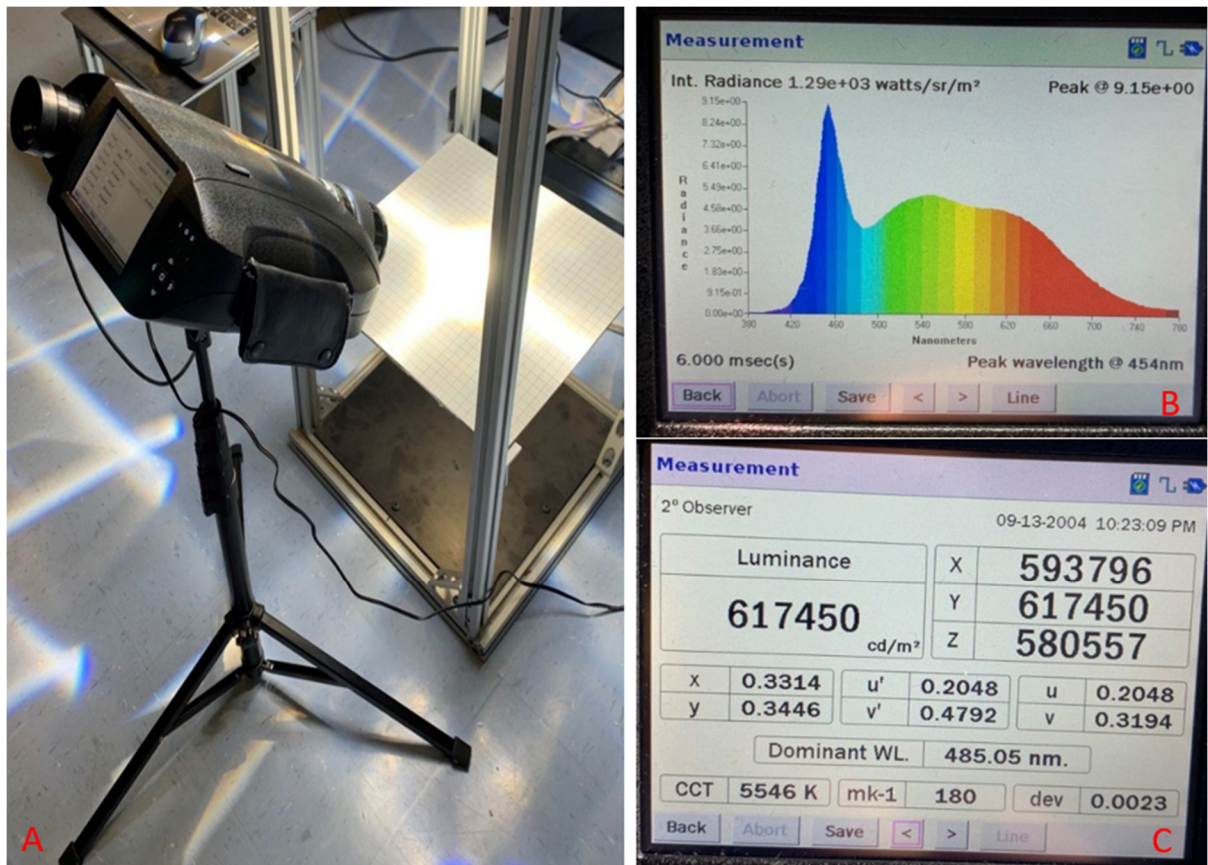 A
Measurement
Int. Radiance 1.29e+03 watts/sr/m² Peak @ 9.15e+00
9.15e+00
8.24e+00
7.32e+00
6.41e+00
5.49e+00
4.58e+00
3.66e+00
2.75e+00
1.83e+00
9.15e-01
0.00e+00
Radiance
380 420 460 500 540 580 620 660 700 740 780
Nanometers
6.000 msec(s) Peak wavelength @ 454nm
Back Abort Save < > Line
B
Measurement
2° Observer
09-13-2004 10:23:09 PM
Luminance
617450
cd/m²
X 593796
Y 617450
Z 580557
x 0.3314 u' 0.2048 u 0.2048
y 0.3446 v' 0.4792 v 0.3194
Dominant WL. 485.05 nm.
CCT 5546 K mk-1 180 dev 0.0023
Back Abort Save < > Line
C